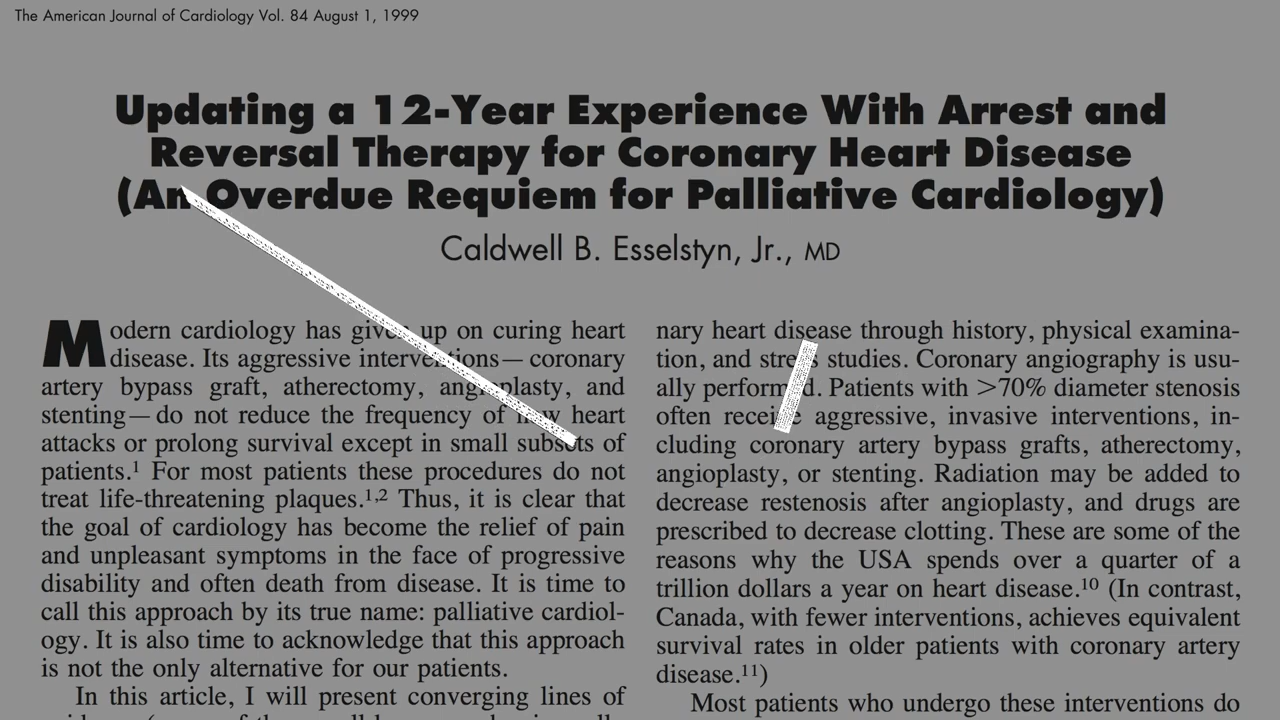 The American Journal of Cardiology Vol. 84 August 1, 1999
Updating a 12-Year Experience With Arrest and
Reversal Therapy for Coronary Heart Disease
(An Overdue Requiem for Palliative Cardiology)
Caldwell B. Esselstyn, Jr., MD
Modern cardiology has given up on curing heart
disease. Its aggressive interventions—coronary
artery bypass graft, atherectomy, angioplasty, and
stenting—do not reduce the frequency of new heart
attacks or prolong survival except in small subsets of
patients.1 For most patients these procedures do not
treat life-threatening plaques.1,2 Thus, it is clear that
the goal of cardiology has become the relief of pain
and unpleasant symptoms in the face of progressive
disability and often death from disease. It is time to
call this approach by its true name: palliative cardiol-
ogy. It is also time to acknowledge that this approach
is not the only alternative for our patients.
In this article, I will present converging lines of
nary heart disease through history, physical examina-
tion, and stress studies. Coronary angiography is usu-
ally performed. Patients with >70% diameter stenosis
often receive aggressive, invasive interventions, in-
cluding coronary artery bypass grafts, atherectomy,
angioplasty, or stenting. Radiation may be added to
decrease restenosis after angioplasty, and drugs are
prescribed to decrease clotting. These are some of the
reasons why the USA spends over a quarter of a
trillion dollars a year on heart disease.10 (In contrast,
Canada, with fewer interventions, achieves equivalent
survival rates in older patients with coronary artery
disease.11)
Most patients who undergo these interventions do